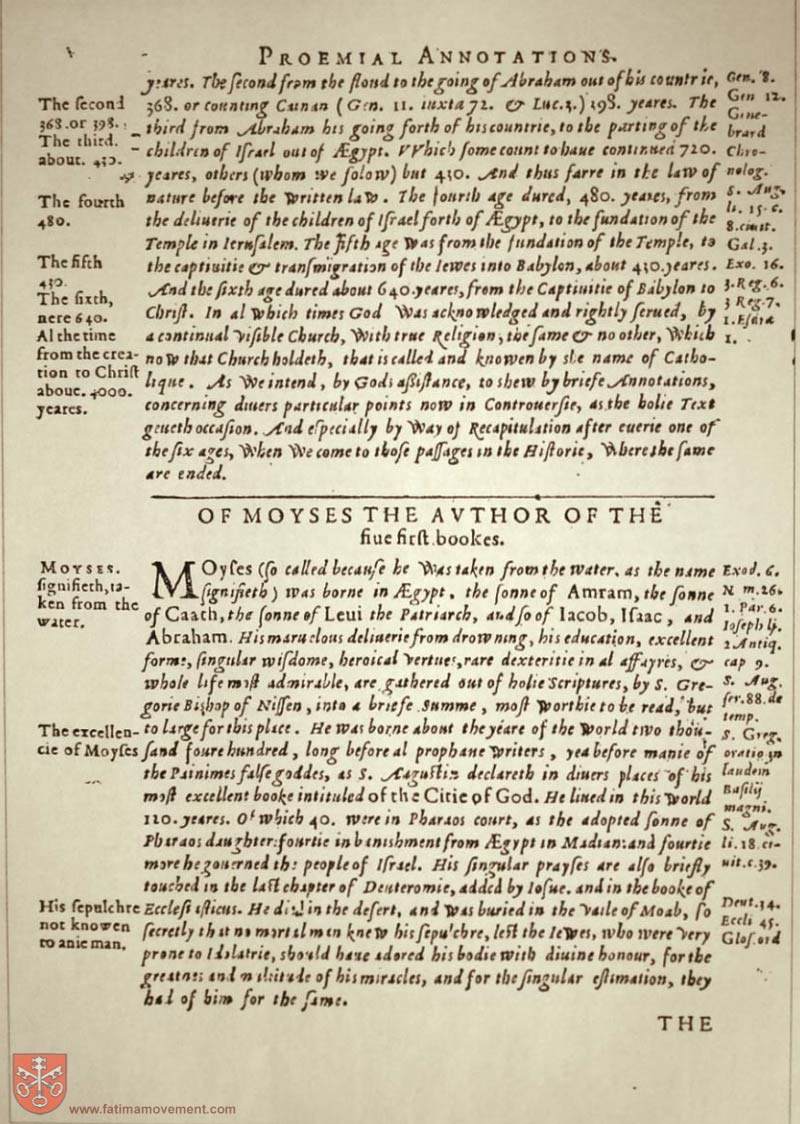 PROEMIAL ANNOTATIONS.
yeares. The ſecond from the floud to the going of Abraham out of his countrie,
368. or counting Cainan (Gen. 11. iuxta 72. & Luc. 3.) 398. yeares. The
third from Abraham his going forth of his countrie, to the parting of the
children of Iſrael out of Ægypt. VVhich ſome count to haue continued 720.
yeares, others (whom we folow) but 430. And thus farre in the law of
nature before the written law. The fourth age dured, 480. yeares, from
the deliuerie of the children of Iſrael forth of Ægypt, to the fundation of the
Temple in Ieruſalem. The fifth age was from the fundation of the Temple, to
the captiuitie & tranſmigration of the Iewes into Babylon, about 430. yeares.
And the ſixth age dured about 640. yeares, from the Captiuitie of Babylon to
Chriſt. In al which times God was acknowledged and rightly ſerued, by
a continual viſible Church, with true Religion, the ſame & no other, which
now that Church holdeth, that is called and knowen by the name of Catho-
lique. As we intend, by Gods aſſiſtance, to shew by briefe Annotations,
concerning diuers particular points now in Controuerſie, as the holie Text
geueth occaſion. And eſpecially by way of Recapitulation after euerie one of
the ſix ages, when we come to thoſe paſſages in the Hiſtorie, where the ſame
are ended.
The ſecond
368. or 398.
The third.
about. 430.
The fourth
480.
The fifth
430.
The ſixth,
nere 640.
Al the time
from the crea-
tion to Chriſt
about. 4000.
yeares.
Gen. 8.
Gen 12.
Gene-
brard
Chro-
nolog.
S. Aug.
li. 15. c.
8. ciuit.
Gal. 3.
Exo. 16.
3. Reg. 6.
3 Reg. 7.
1. Eſdræ
1.
OF MOYSES THE AVTHOR OF THE
fiue firſt bookes.
MOyſes (ſo called becauſe he was taken from the water, as the name
ſignifieth) was borne in Ægypt, the ſonne of Amram, the ſonne
of Caath, the ſonne of Leui the Patriarch, and ſo of Iacob, Iſaac, and
Abraham. His maruelous deliuerie from drowning, his education, excellent
forme, ſingular wiſdome, heroical vertues, rare dexteritie in al affayres, &
whole life moſt admirable, are gathered out of holie Scriptures, by S. Gre-
gorie Bishop of Niſſen, into a briefe Summe, moſt worthie to be read, but
to large for this place. He was borne about the yeare of the world two thou-
ſand foure hundred, long before al prophane writers, yea before manie of
the Painimes falſe goddes, as S. Auguſtin declareth in diuers places of his
moſt excellent booke intituled of the Citie of God. He liued in this world
120. yeares. Of which 40. were in Pharaos court, as the adopted ſonne of
Pharaos daughter: fourtie in banishment from Ægypt in Madian: and fourtie
more he gouerned the people of Iſrael. His ſingular prayſes are alſo briefly
touched in the laſt chapter of Deuteromie, added by Ioſue. and in the booke of
Eccleſiaſticus. He died in the deſert, and was buried in the Vaile of Moab, ſo
ſecretly that no mortal men knew his ſepulchre, leſt the Iewes, who were very
prone to Idolatrie, should haue adored his bodie with diuine honour, for the
greatnes and multitude of his miracles, and for the ſingular eſtimation, they
had of him for the ſame.
MOYSES.
ſignifieth, ta-
ken from the
water.
The excellen-
cie of Moyſes
His ſepulchre
not knowen
to anie man.
Exod. 6.
Num. 26.
1. Par. 6.
Ioſeph li.
2 Antiq.
cap 9.
S. Aug.
ſer. 88. de
temp.
S. Greg.
oratio in
laudem
Baſilij
magni.
S. Aug.
li. 18. ci-
uit. c. 39.
Deut. 34.
Eccli 45.
Gloſ. ord
THE
www.fatimamovement.com